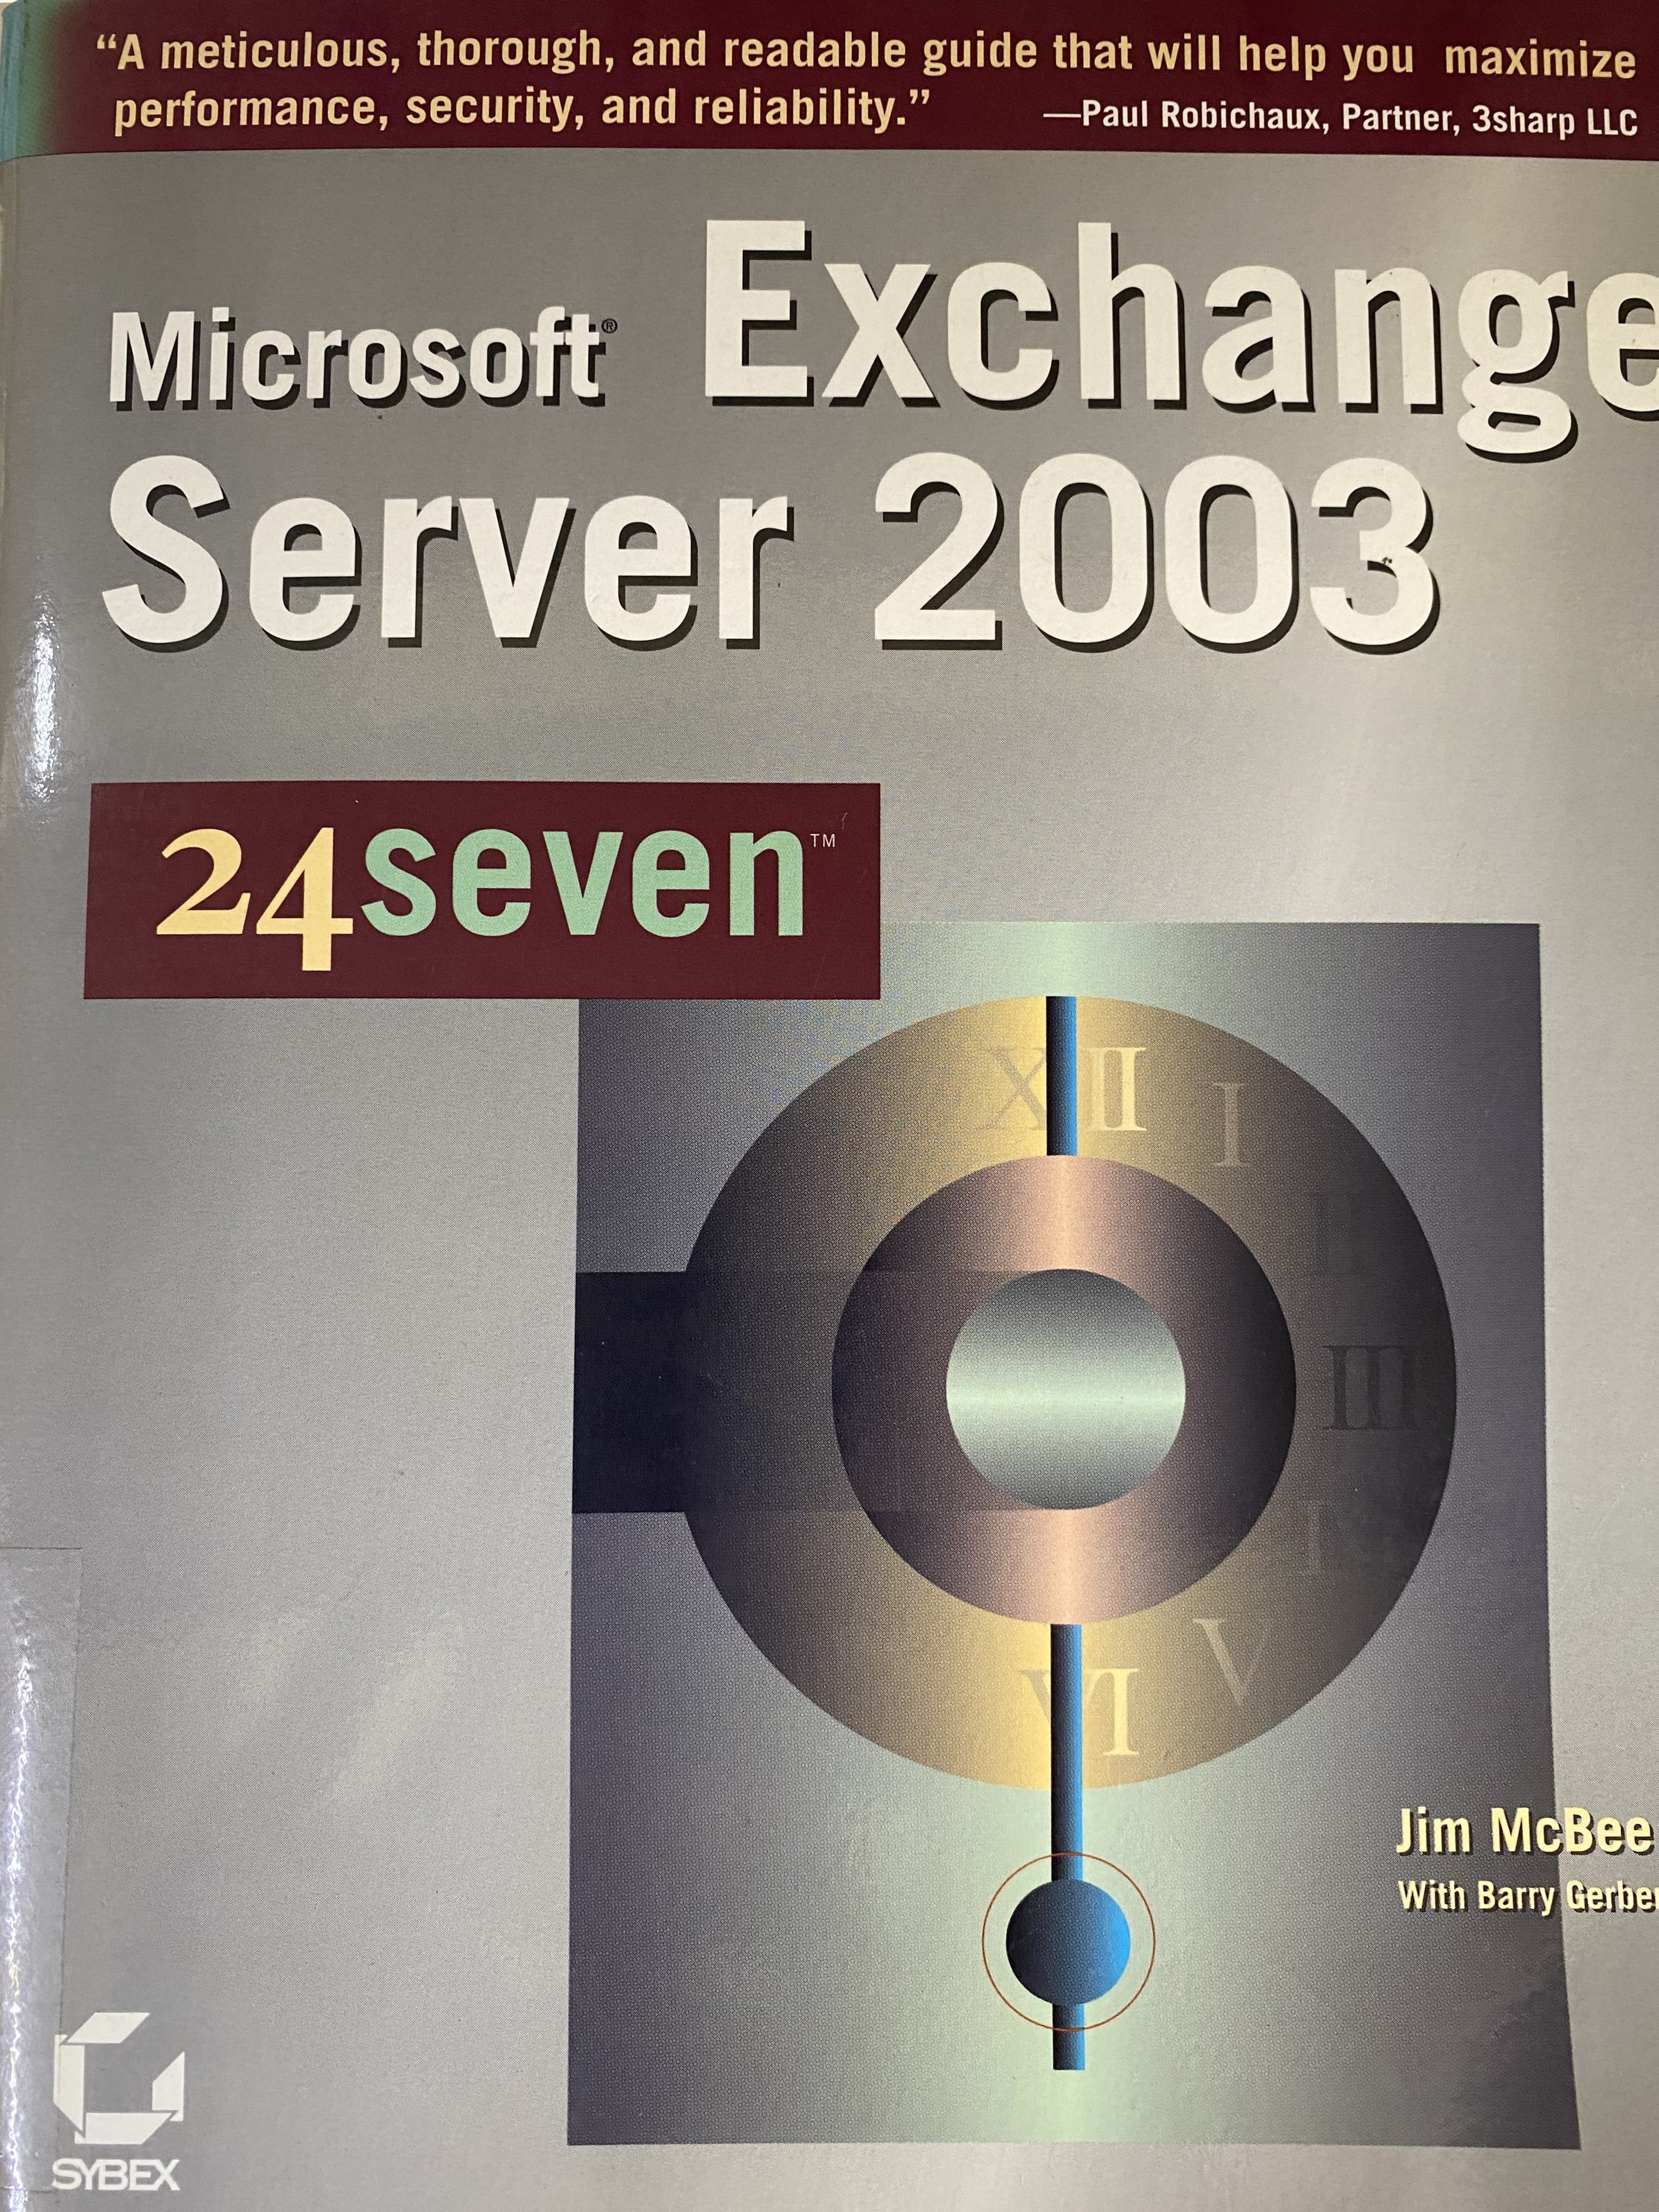 “A meticulous, thorough, and readable guide that will help you maximize
performance, security, and reliability.” —Paul Robichaux, Partner, 3sharp LLC
Microsoft® Exchange
Server 2003
24seven™
XII
I
II
III
V
VI
Jim McBee
With Barry Gerber
SYBEX